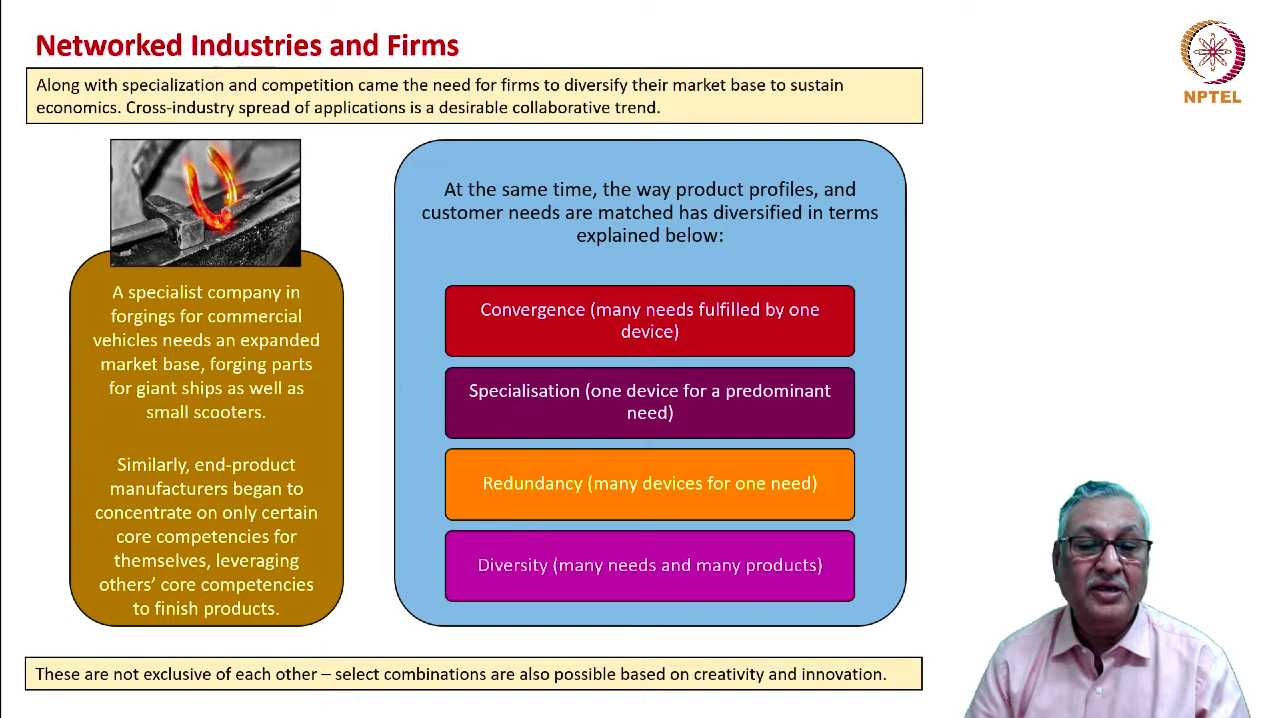 Networked Industries and Firms
Along with specialization and competition came the need for firms to diversify their market base to sustain
economics. Cross-industry spread of applications is a desirable collaborative trend.
NPTEL
A specialist company in
forgings for commercial
vehicles needs an expanded
market base, forging parts
for giant ships as well as
small scooters.
Similarly, end-product
manufacturers began to
concentrate on only certain
core competencies for
themselves, leveraging
others’ core competencies
to finish products.
At the same time, the way product profiles, and
customer needs are matched has diversified in terms
explained below:
Convergence (many needs fulfilled by one
device)
Specialisation (one device for a predominant
need)
Redundancy (many devices for one need)
Diversity (many needs and many products)
These are not exclusive of each other – select combinations are also possible based on creativity and innovation.